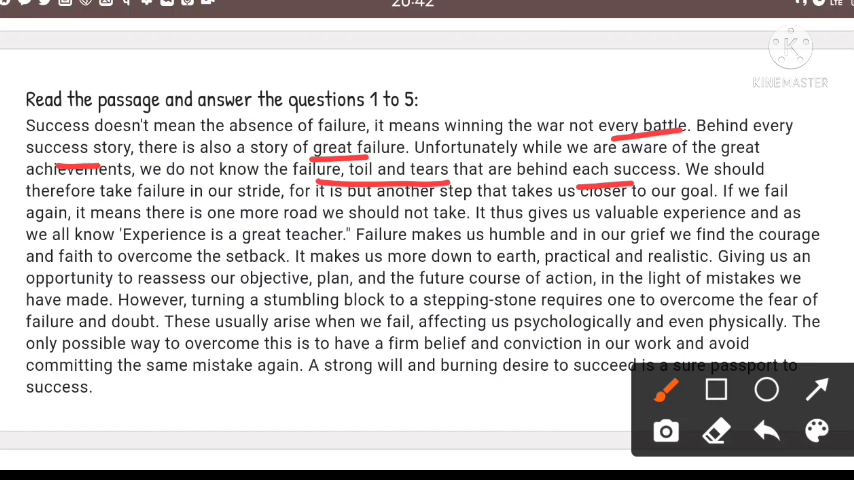 20:42
LTE
KINEMASTER
Read the passage and answer the questions 1 to 5:
Success doesn't mean the absence of failure, it means winning the war not every battle. Behind every
success story, there is also a story of great failure. Unfortunately while we are aware of the great
achievements, we do not know the failure, toil and tears that are behind each success. We should
therefore take failure in our stride, for it is but another step that takes us closer to our goal. If we fail
again, it means there is one more road we should not take. It thus gives us valuable experience and as
we all know 'Experience is a great teacher." Failure makes us humble and in our grief we find the courage
and faith to overcome the setback. It makes us more down to earth, practical and realistic. Giving us an
opportunity to reassess our objective, plan, and the future course of action, in the light of mistakes we
have made. However, turning a stumbling block to a stepping-stone requires one to overcome the fear of
failure and doubt. These usually arise when we fail, affecting us psychologically and even physically. The
only possible way to overcome this is to have a firm belief and conviction in our work and avoid
committing the same mistake again. A strong will and burning desire to succeed is a sure passport to
success.